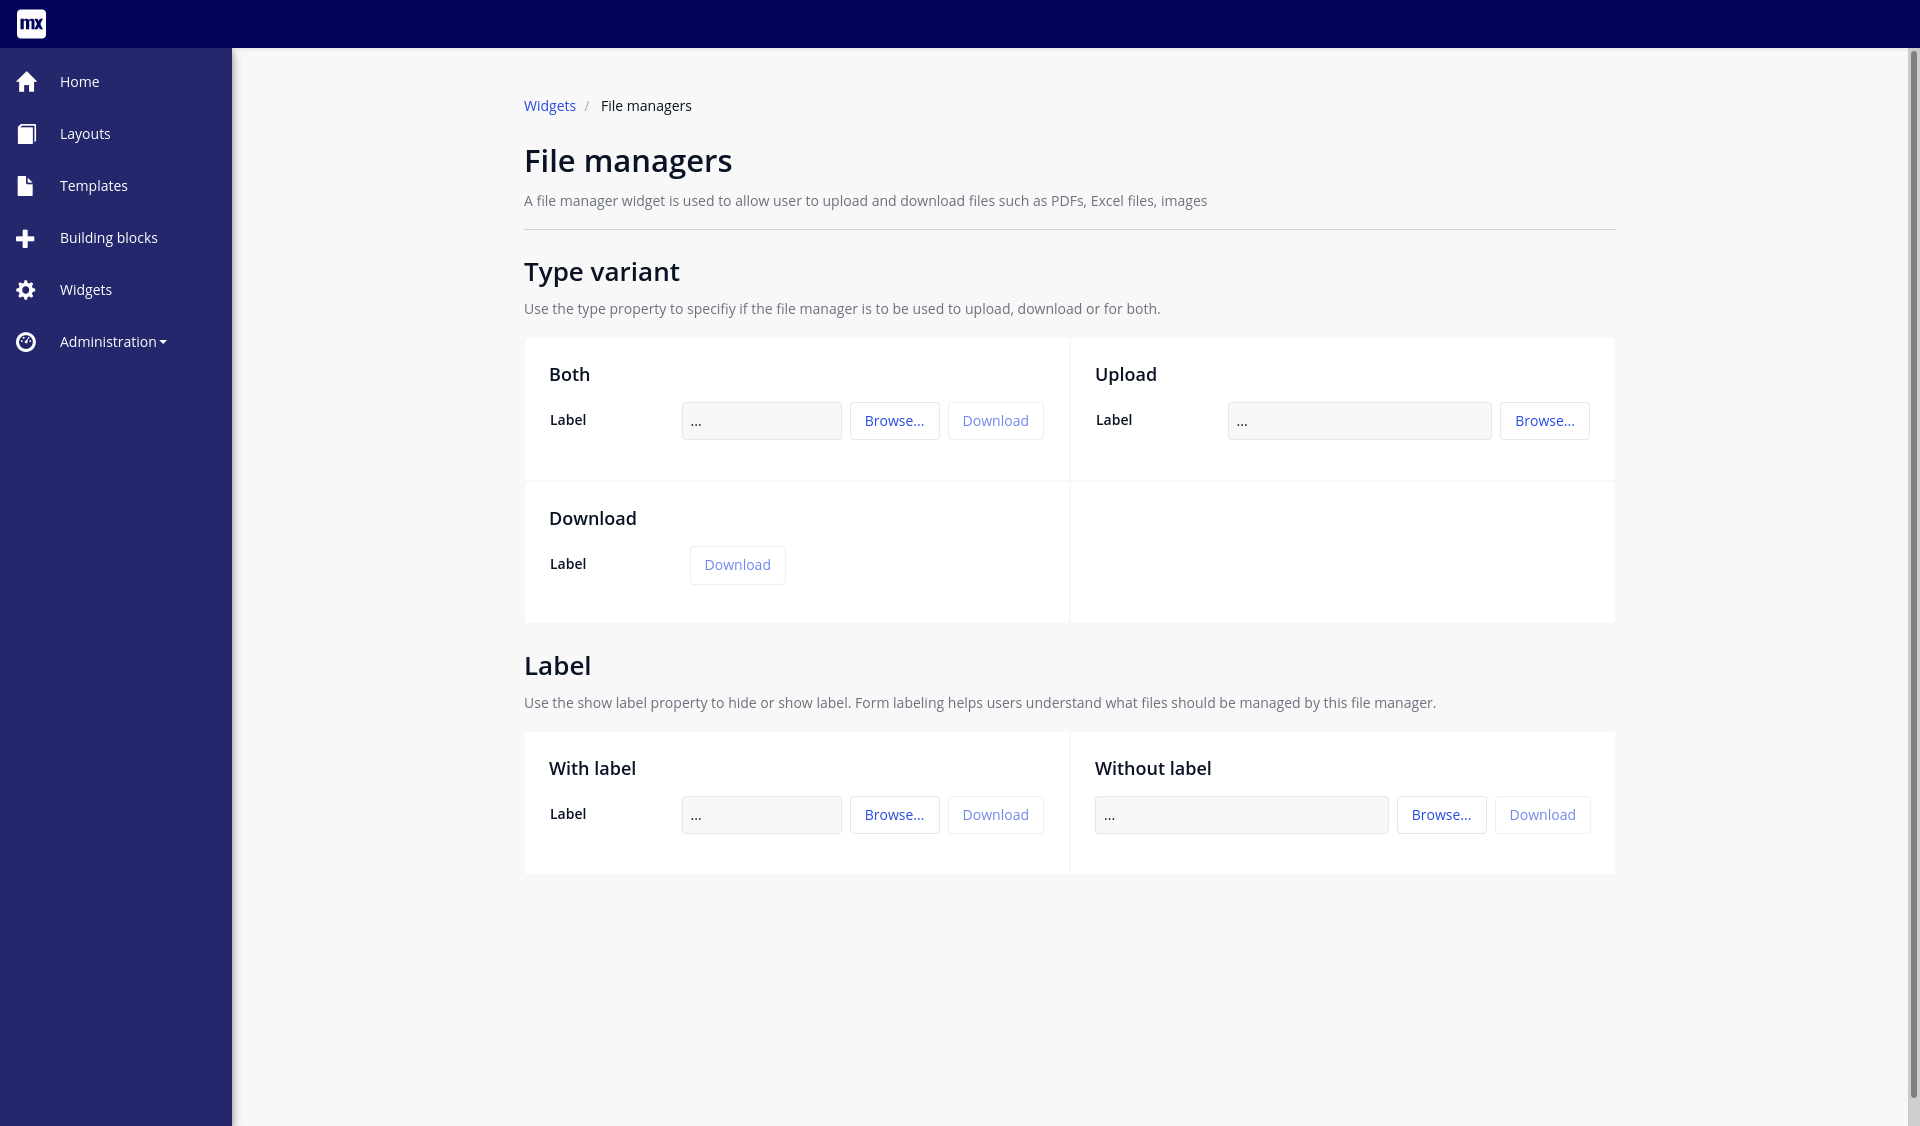 mx
Home
Layouts
Templates
Building blocks
Widgets
Administration
Widgets / File managers
File managers
A file manager widget is used to allow user to upload and download files such as PDFs, Excel files, images
Type variant
Use the type property to specifiy if the file manager is to be used to upload, download or for both.
Both
Label ... Browse... Download
Upload
Label ... Browse...
Download
Label Download
Label
Use the show label property to hide or show label. Form labeling helps users understand what files should be managed by this file manager.
With label
Label ... Browse... Download
Without label
... Browse... Download